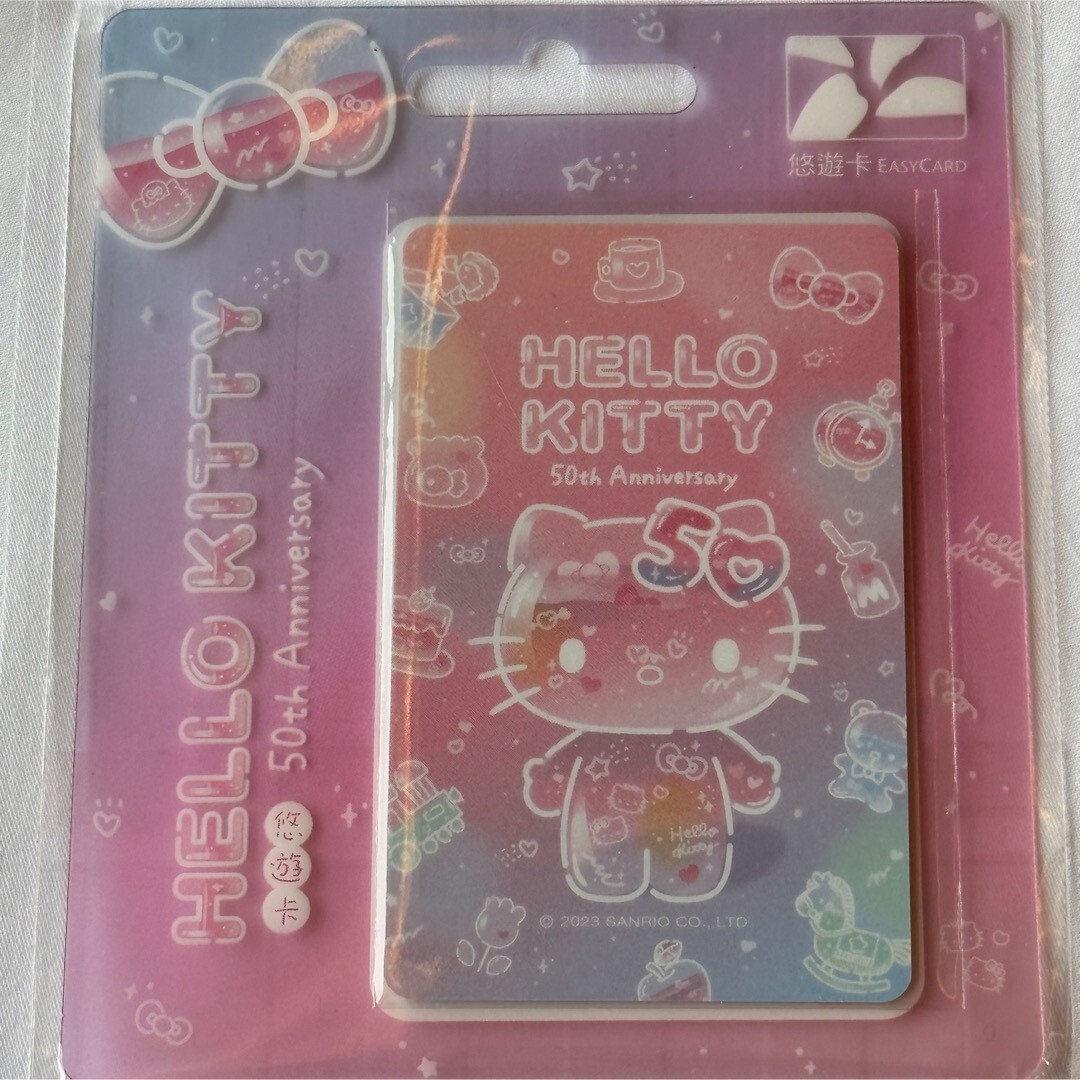 悠遊卡 EASYCARD
HELLO KITTY
50th Anniversary
悠遊卡
HELLO
KITTY
50th Anniversary
50
M
Hello
Kitty
© 2023 SANRIO CO., LTD
Hello
Kitty